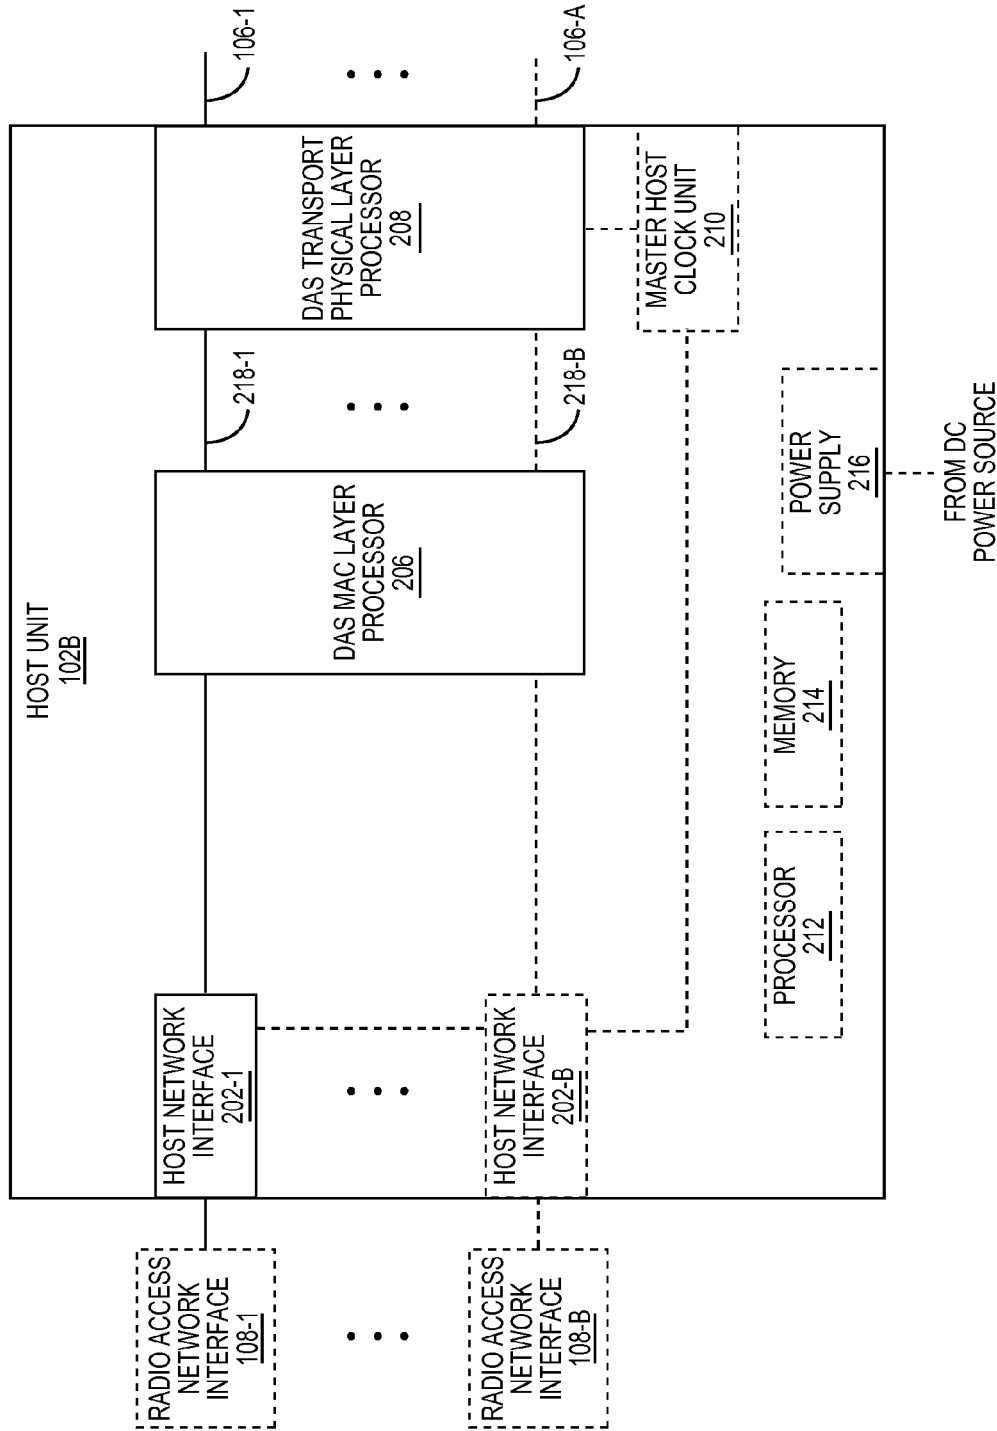 HOST UNIT
102B
RADIO ACCESS
NETWORK
INTERFACE
108-1
HOST NETWORK
INTERFACE
202-1
DAS MAC LAYER
PROCESSOR
206
218-1
DAS TRANSPORT
PHYSICAL LAYER
PROCESSOR
208
106-1
RADIO ACCESS
NETWORK
INTERFACE
108-B
HOST NETWORK
INTERFACE
202-B
218-B
106-A
MASTER HOST
CLOCK UNIT
210
PROCESSOR
212
MEMORY
214
POWER
SUPPLY
216
FROM DC
POWER SOURCE